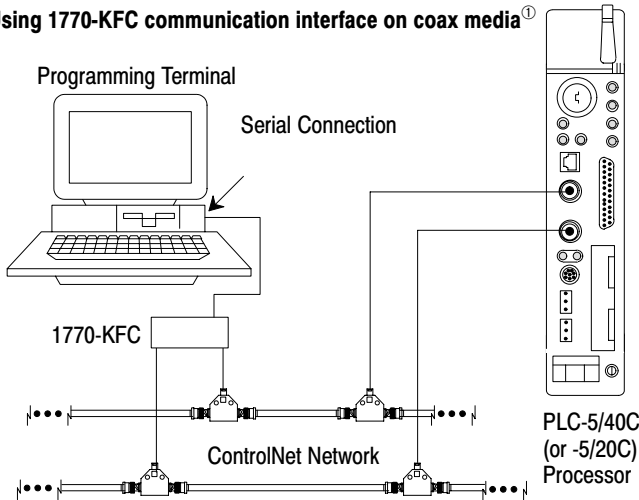 Using 1770-KFC communication interface on coax media①
Programming Terminal
Serial Connection
1770-KFC
ControlNet Network
PLC-5/40C
(or -5/20C)
Processor